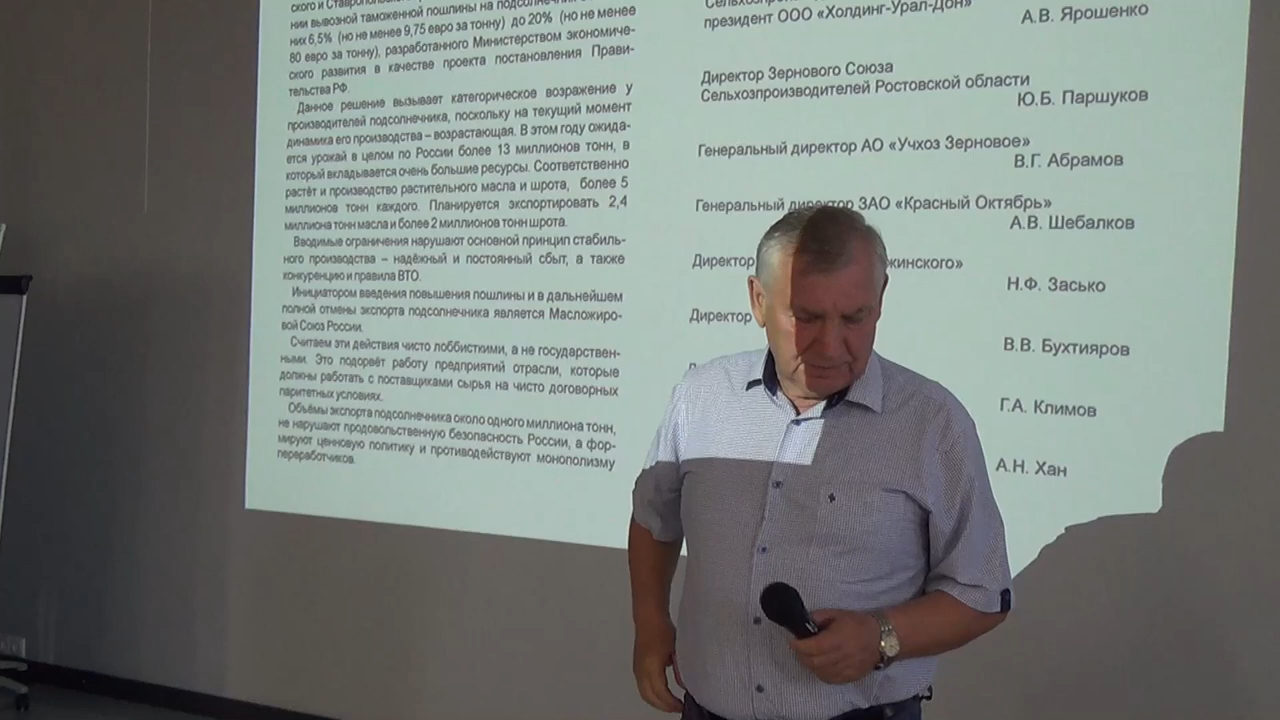 ского и Ставропольского
нии вывозной таможенной пошлины на подсолнечник
них 6,5% (но не менее 9,75 евро за тонну) до 20% (но не менее
80 евро за тонну), разработанного Министерством экономиче-
ского развития в качестве проекта постановления Прави-
тельства РФ.
Данное решение вызывает категорическое возражение у
производителей подсолнечника, поскольку на текущий момент
динамика его производства – возрастающая. В этом году ожида-
ется урожай в целом по России более 13 миллионов тонн, в
который вкладывается очень большие ресурсы. Соответственно
растёт и производство растительного масла и шрота, более 5
миллионов тонн каждого. Планируется экспортировать 2,4
миллиона тонн масла и более 2 миллионов тонн шрота.
Вводимые ограничения нарушают основной принцип стабиль-
ного производства – надёжный и постоянный сбыт, а также
конкуренцию и правила ВТО.
Инициатором введения повышения пошлины и в дальнейшем
полной отмены экспорта подсолнечника является Масложиро-
вой Союз России.
Считаем эти действия чисто лоббисткими, а не государствен-
ными. Это подорвёт работу предприятий отрасли, которые
должны работать с поставщиками сырья на чисто договорных
паритетных условиях.
Объёмы экспорта подсолнечника около одного миллиона тонн,
не нарушают продовольственную безопасность России, а фор-
мируют ценновую политику и противодействуют монополизму
переработчиков.
президент ООО «Холдинг-Урал-Дон»
А.В. Ярошенко
Директор Зернового Союза
Сельхозпроизводителей Ростовской области
Ю.Б. Паршуков
Генеральный директор АО «Учхоз Зерновое»
В.Г. Абрамов
Генеральный директор ЗАО «Красный Октябрь»
А.В. Шебалков
Директор
жинского»
Н.Ф. Засько
Директор
В.В. Бухтияров
Г.А. Климов
А.Н. Хан